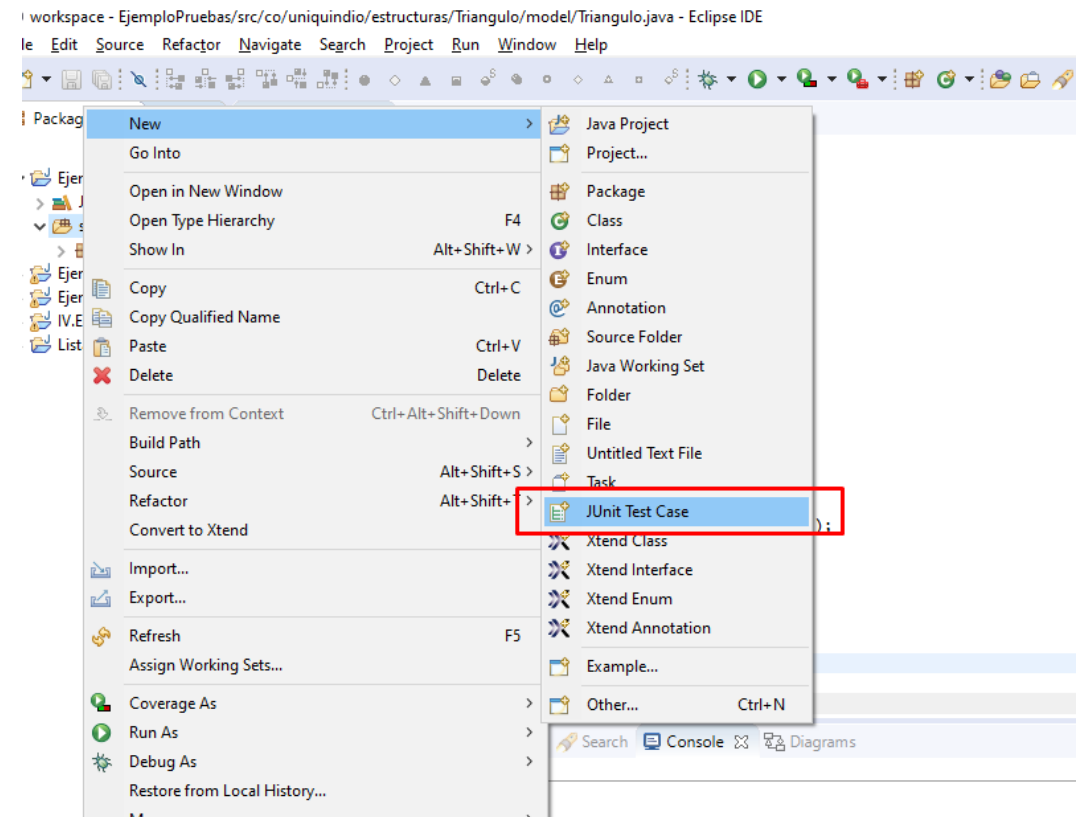 workspace - EjemploPruebas/src/co/uniquindio/estructuras/Triangulo/model/Triangulo.java - Eclipse IDE
le Edit Source Refactor Navigate Search Project Run Window Help
Packag
Ejer
J
s
Ejer
Ejer
IV.E
List
New
Go Into
Open in New Window
Open Type Hierarchy F4
Show In Alt+Shift+W >
Copy Ctrl+C
Copy Qualified Name
Paste Ctrl+V
Delete Delete
Remove from Context Ctrl+Alt+Shift+Down
Build Path
Source Alt+Shift+S >
Refactor Alt+Shift+T >
Convert to Xtend
Import...
Export...
Refresh F5
Assign Working Sets...
Coverage As
Run As
Debug As
Restore from Local History...
Java Project
Project...
Package
Class
Interface
Enum
Annotation
Source Folder
Java Working Set
Folder
File
Untitled Text File
Task
JUnit Test Case
Xtend Class
Xtend Interface
Xtend Enum
Xtend Annotation
Example...
Other... Ctrl+N
);
Search Console Diagrams